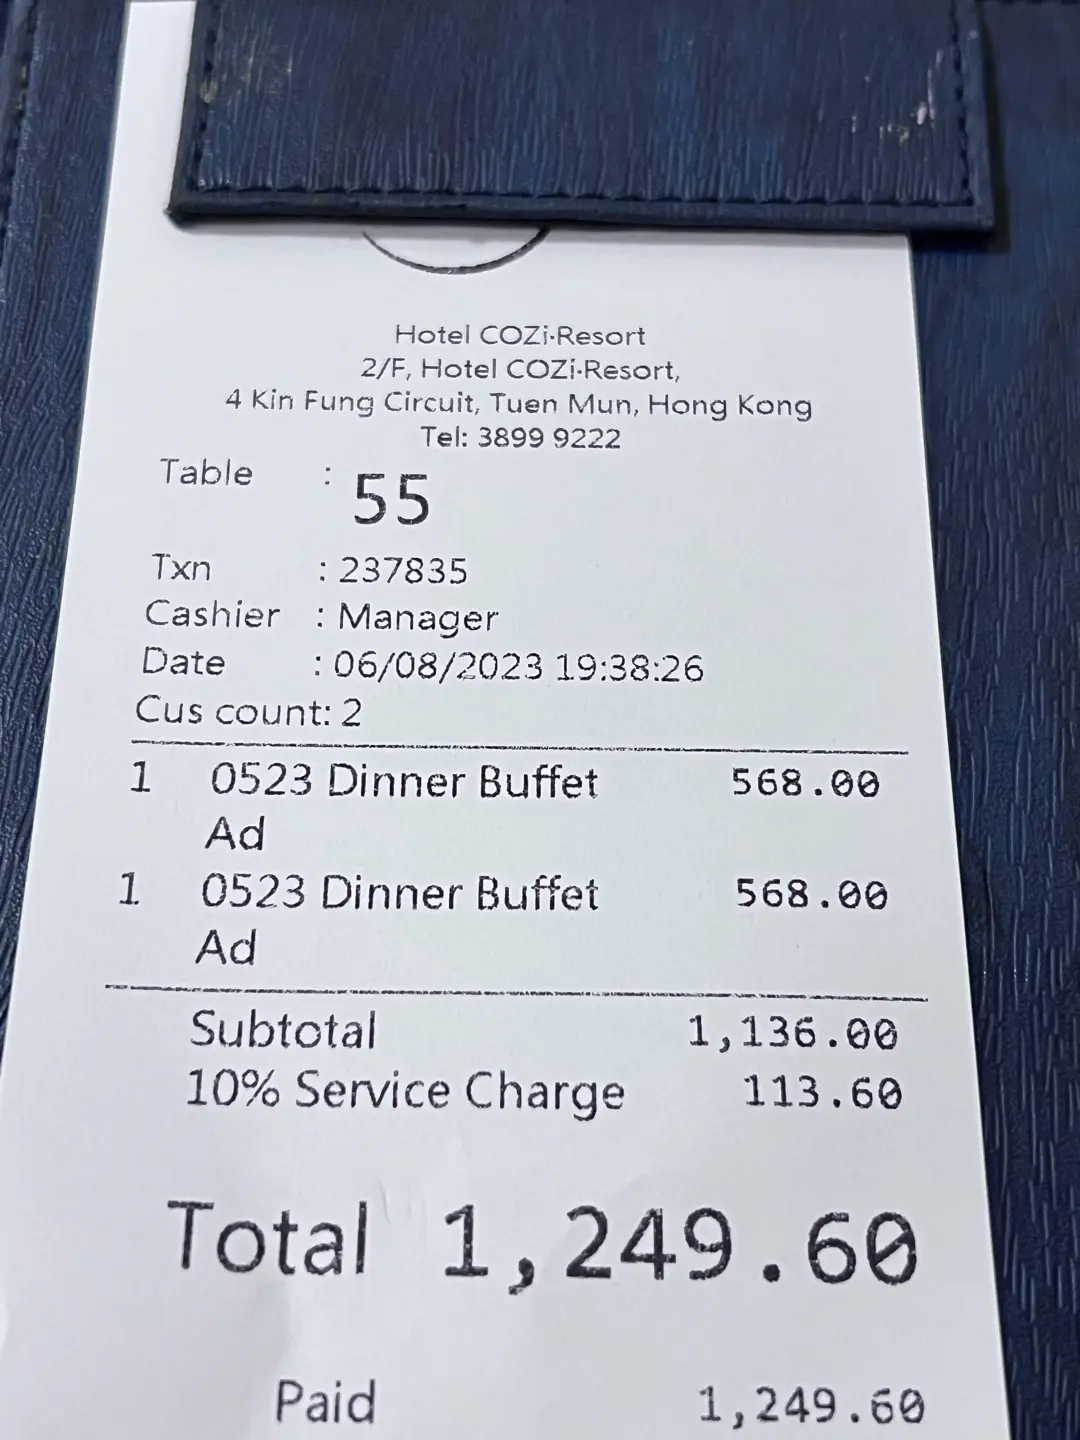 Hotel COZi·Resort
2/F, Hotel COZi·Resort,
4 Kin Fung Circuit, Tuen Mun, Hong Kong
Tel: 3899 9222
Table : 55
Txn : 237835
Cashier : Manager
Date : 06/08/2023 19:38:26
Cus count: 2
1 0523 Dinner Buffet 568.00
Ad
1 0523 Dinner Buffet 568.00
Ad
Subtotal 1,136.00
10% Service Charge 113.60
Total 1,249.60
Paid 1,249.60